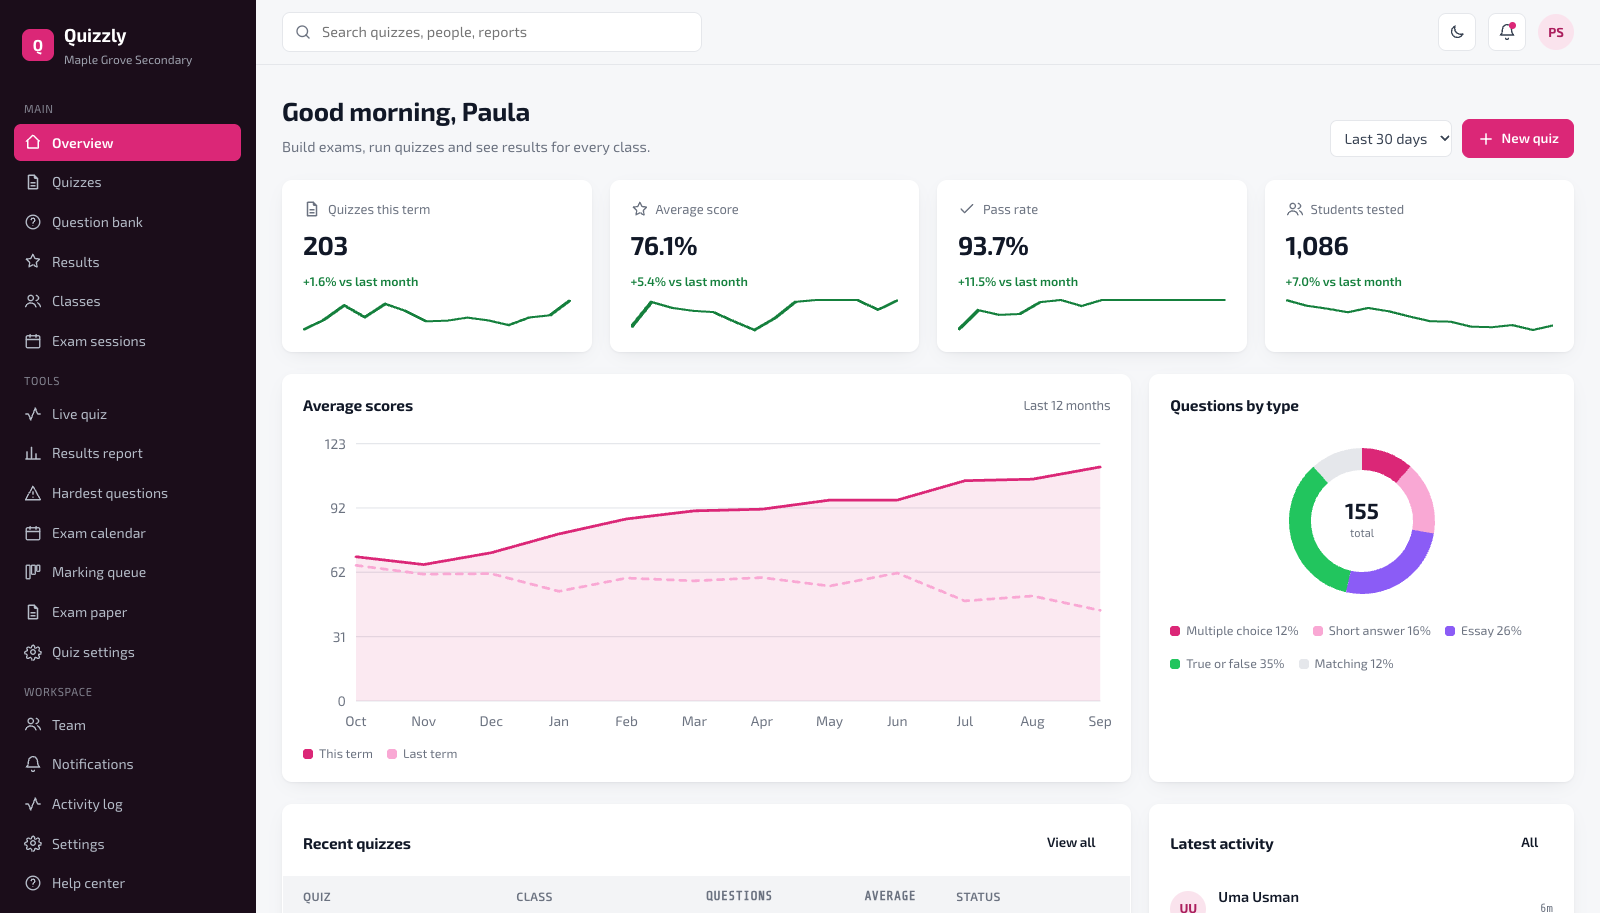 Q
Quizzly
Maple Grove Secondary
MAIN
Overview
Quizzes
Question bank
Results
Classes
Exam sessions
TOOLS
Live quiz
Results report
Hardest questions
Exam calendar
Marking queue
Exam paper
Quiz settings
WORKSPACE
Team
Notifications
Activity log
Settings
Help center
Search quizzes, people, reports
PS
Good morning, Paula
Build exams, run quizzes and see results for every class.
Last 30 days
New quiz
Quizzes this term
203
+1.6% vs last month
Average score
76.1%
+5.4% vs last month
Pass rate
93.7%
+11.5% vs last month
Students tested
1,086
+7.0% vs last month
Average scores
Last 12 months
123
92
62
31
0
Oct Nov Dec Jan Feb Mar Apr May Jun Jul Aug Sep
This term Last term
Questions by type
155
total
Multiple choice 12% Short answer 16% Essay 26%
True or false 35% Matching 12%
Recent quizzes
View all
QUIZ CLASS QUESTIONS AVERAGE STATUS
Latest activity
All
UU
Uma Usman
6m